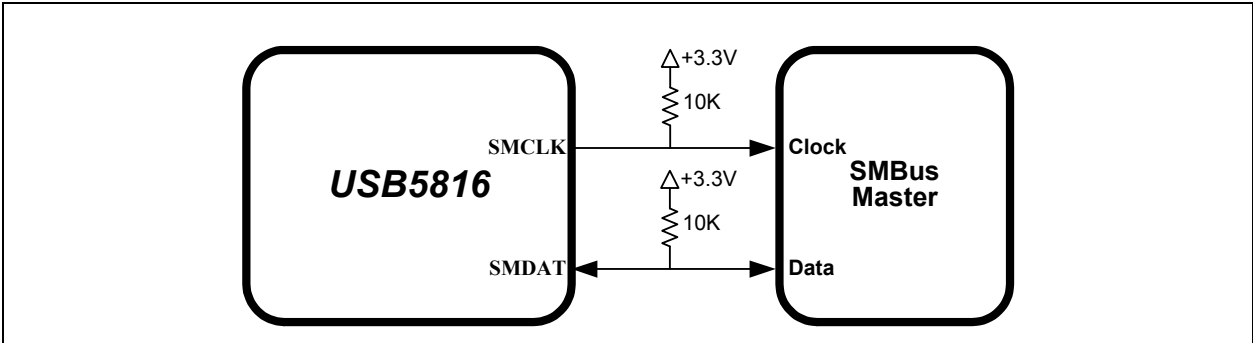 +3.3V
10K
SMCLK
Clock
USB5816
SMBus
Master
+3.3V
10K
SMDAT
Data